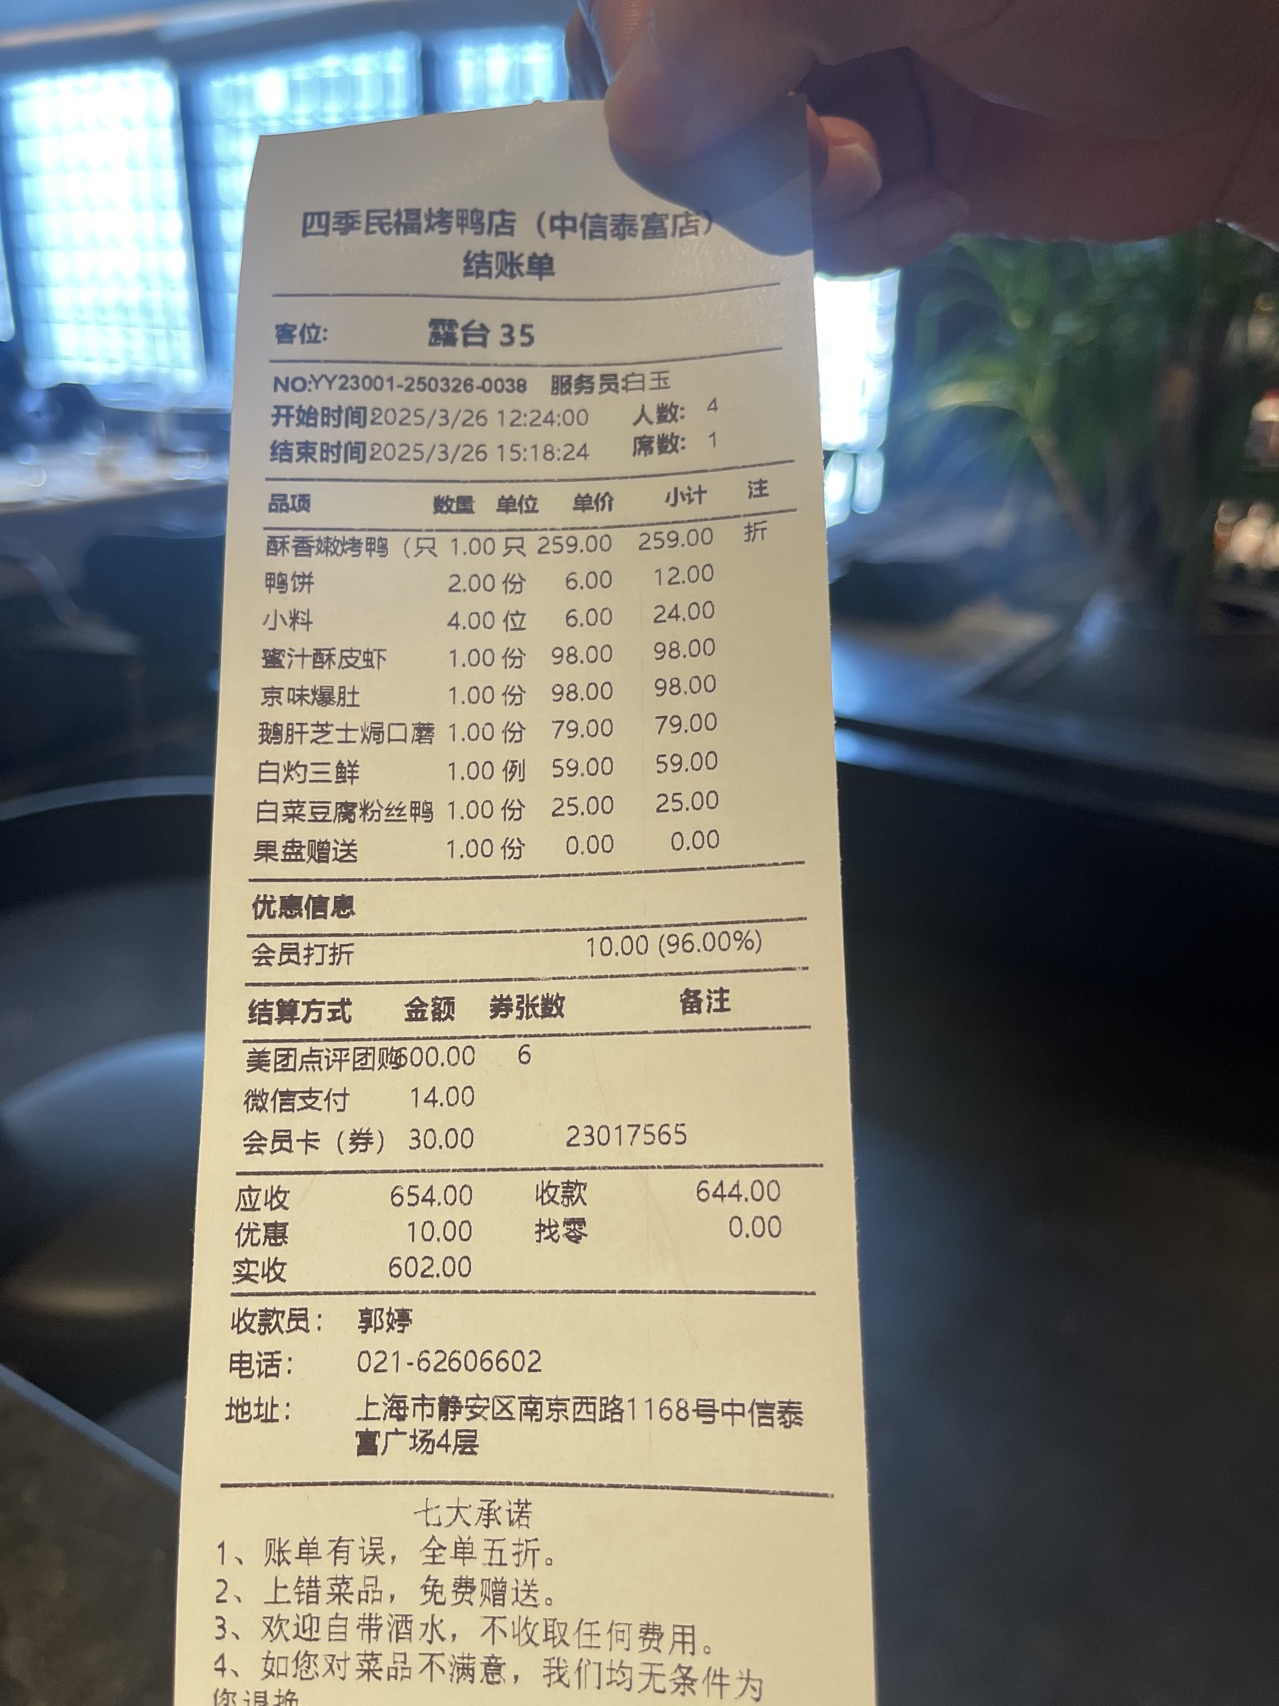 四季民福烤鸭店（中信泰富店）
结账单
客位： 露台 35
NO:YY23001-250326-0038 服务员:白玉
开始时间2025/3/26 12:24:00 人数： 4
结束时间2025/3/26 15:18:24 席数： 1
品项 数量 单位 单价 小计 注
酥香嫩烤鸭（只 1.00 只 259.00 259.00 折
鸭饼 2.00 份 6.00 12.00
小料 4.00 位 6.00 24.00
蜜汁酥皮虾 1.00 份 98.00 98.00
京味爆肚 1.00 份 98.00 98.00
鹅肝芝士焗口蘑 1.00 份 79.00 79.00
白灼三鲜 1.00 例 59.00 59.00
白菜豆腐粉丝鸭 1.00 份 25.00 25.00
果盘赠送 1.00 份 0.00 0.00
优惠信息
会员打折 10.00 (96.00%)
结算方式 金额 券张数 备注
美团点评团购600.00 6
微信支付 14.00
会员卡（券） 30.00 23017565
应收 654.00 收款 644.00
优惠 10.00 找零 0.00
实收 602.00
收款员： 郭婷
电话： 021-62606602
地址： 上海市静安区南京西路1168号中信泰
富广场4层
七大承诺
1、账单有误，全单五折。
2、上错菜品，免费赠送。
3、欢迎自带酒水，不收取任何费用。
4、如您对菜品不满意，我们均无条件为
您退换